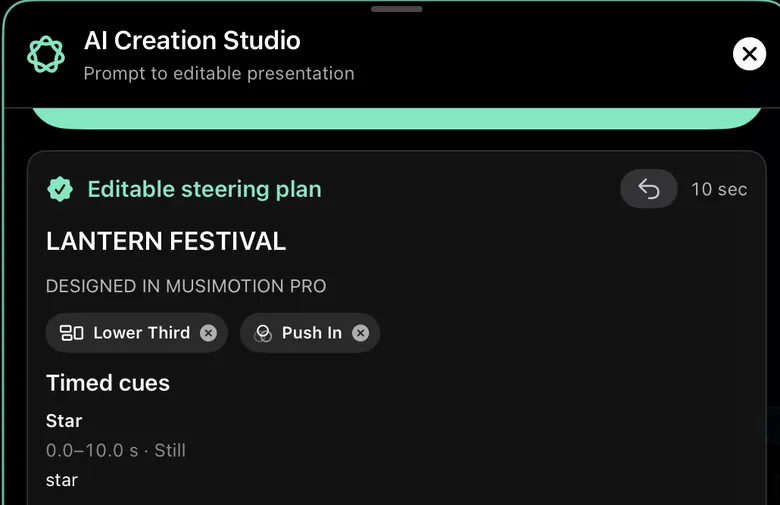 AI Creation Studio
Prompt to editable presentation
Editable steering plan
10 sec
LANTERN FESTIVAL
DESIGNED IN MUSIMOTION PRO
Lower Third
Push In
Timed cues
Star
0.0–10.0 s · Still
star